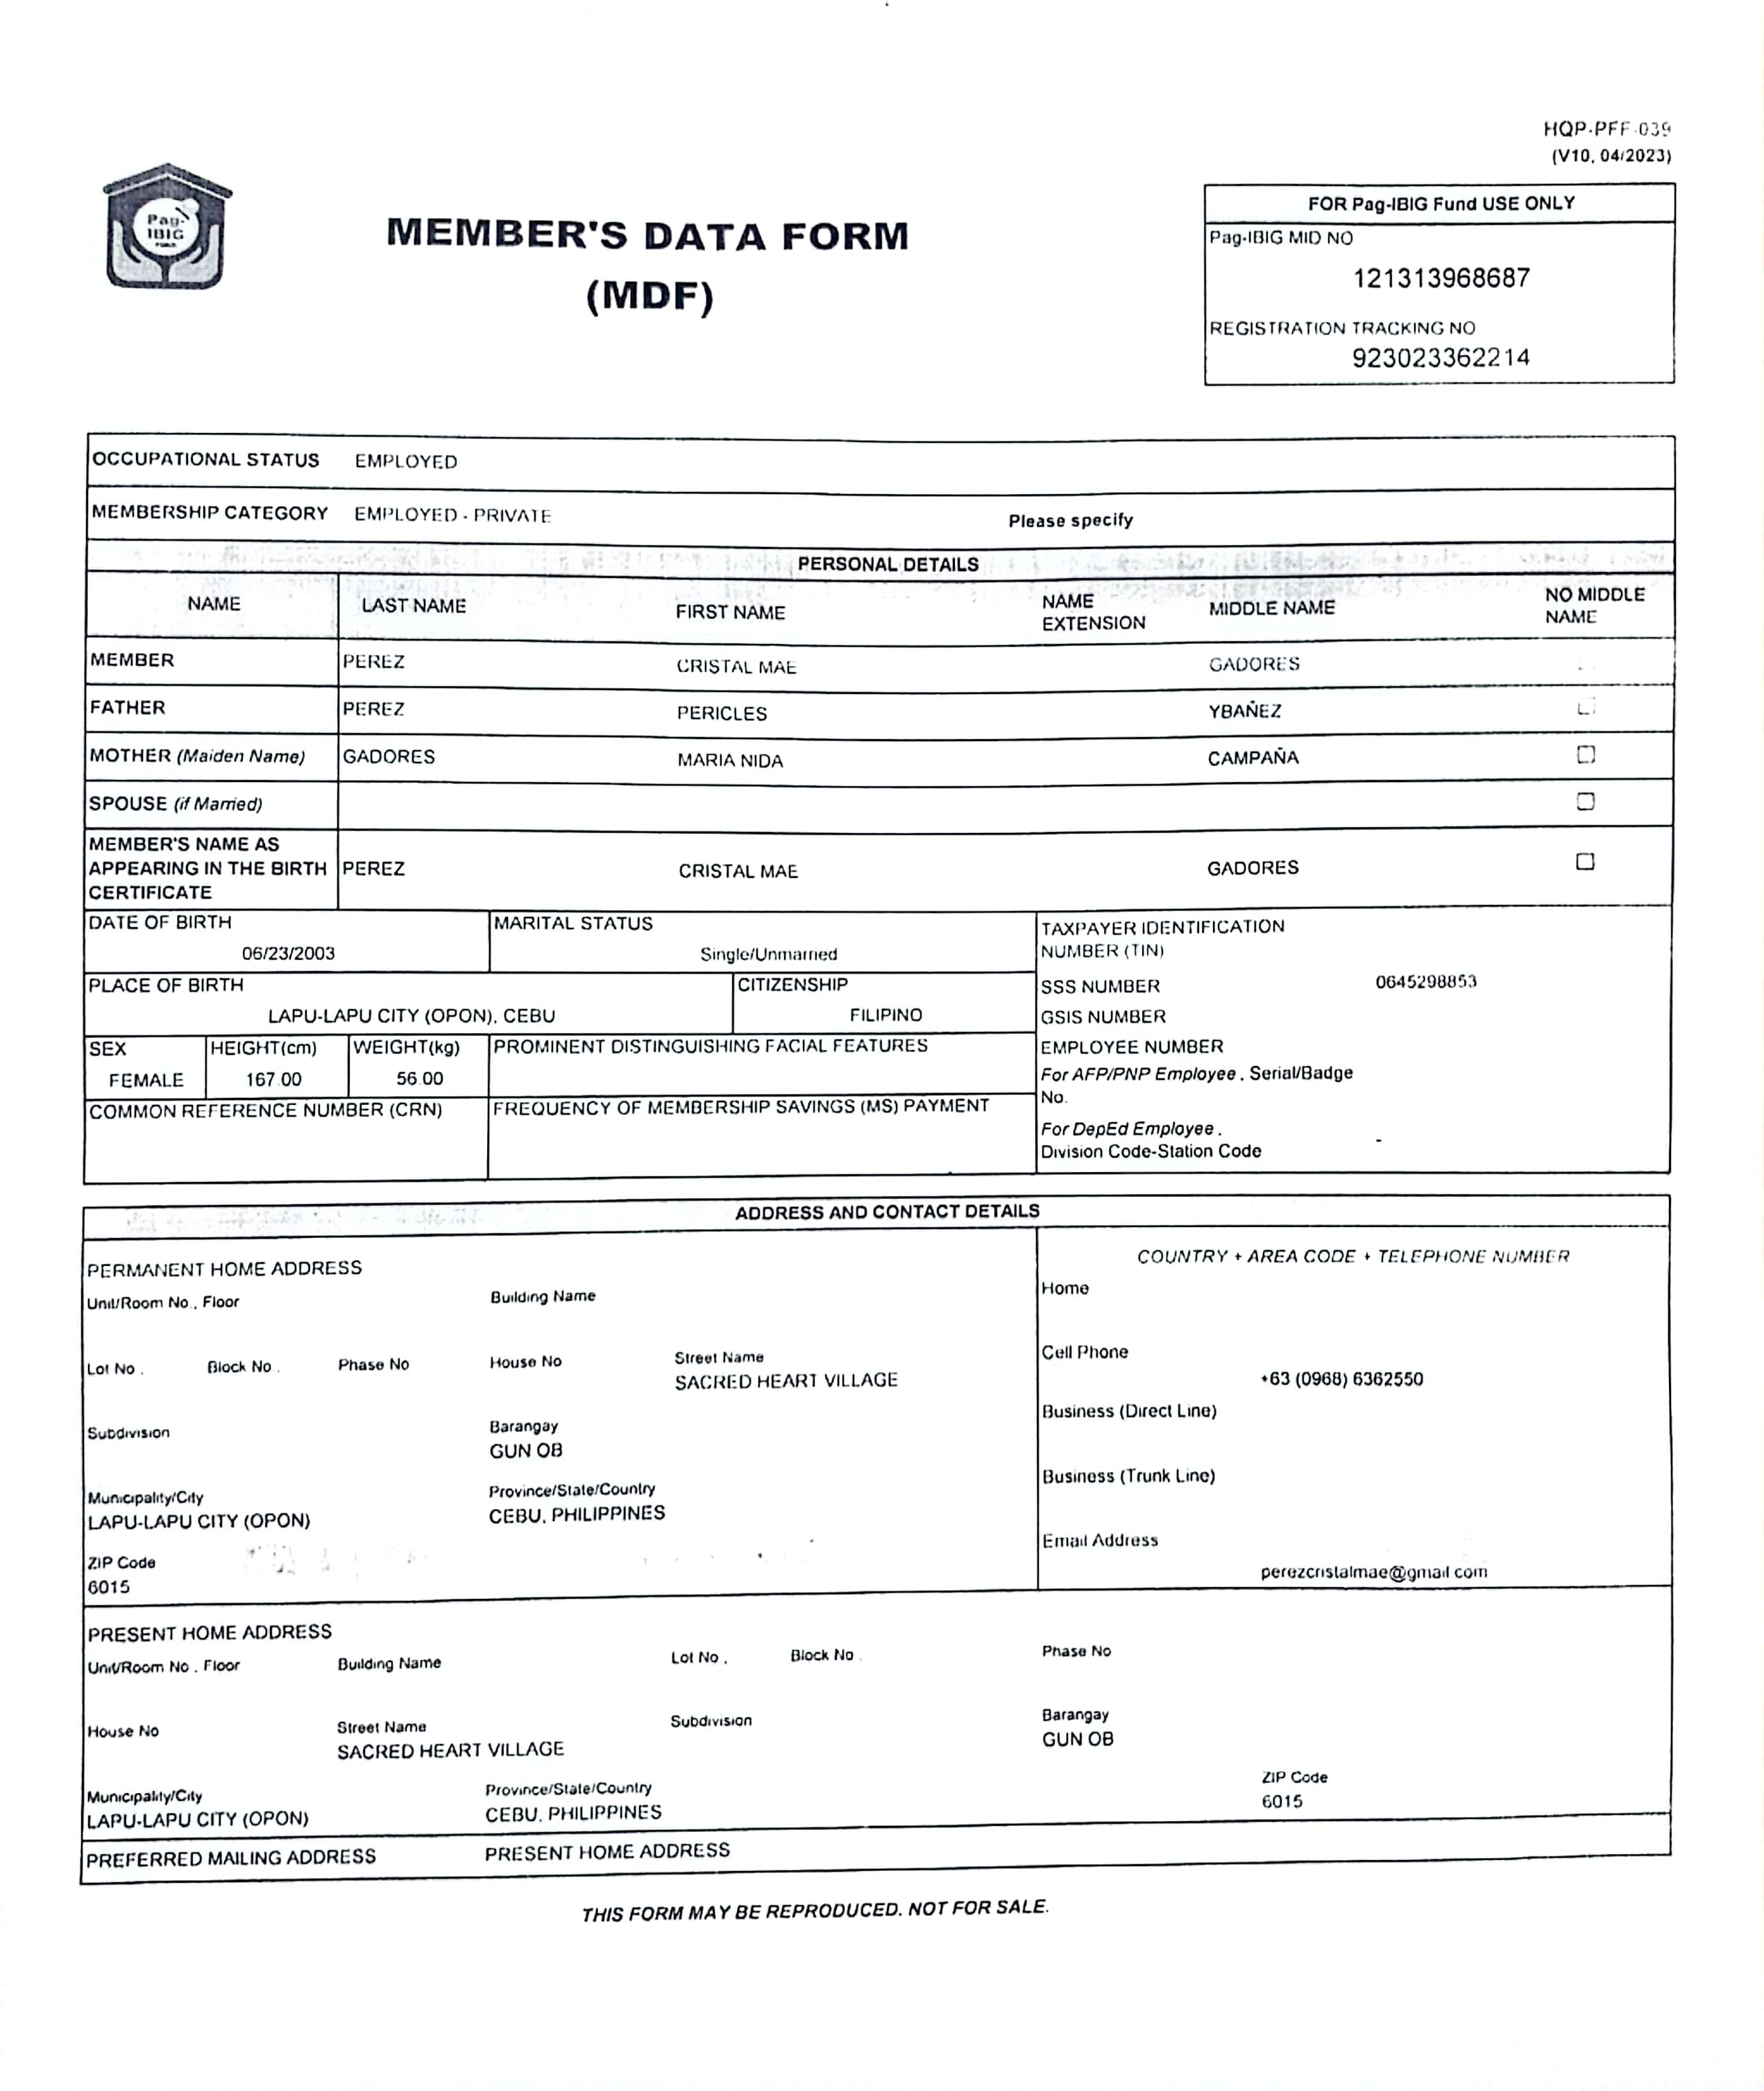 HQP-PFF-039
(V10, 04/2023)
Pag-IBIG
FUND
MEMBER'S DATA FORM
(MDF)
FOR Pag-IBIG Fund USE ONLY
Pag-IBIG MID NO
121313968687
REGISTRATION TRACKING NO
923023362214
OCCUPATIONAL STATUS EMPLOYED
MEMBERSHIP CATEGORY EMPLOYED - PRIVATE Please specify
PERSONAL DETAILS
NAME LAST NAME FIRST NAME NAME EXTENSION MIDDLE NAME NO MIDDLE NAME
MEMBER PEREZ CRISTAL MAE GADORES
FATHER PEREZ PERICLES YBAÑEZ
MOTHER (Maiden Name) GADORES MARIA NIDA CAMPAÑA
SPOUSE (if Married)
MEMBER'S NAME AS
APPEARING IN THE BIRTH PEREZ CRISTAL MAE GADORES
CERTIFICATE
DATE OF BIRTH MARITAL STATUS TAXPAYER IDENTIFICATION
NUMBER (TIN)
06/23/2003 Single/Unmarried
PLACE OF BIRTH CITIZENSHIP SSS NUMBER 0645298853
LAPU-LAPU CITY (OPON), CEBU FILIPINO GSIS NUMBER
SEX HEIGHT(cm) WEIGHT(kg) PROMINENT DISTINGUISHING FACIAL FEATURES EMPLOYEE NUMBER
FEMALE 167.00 56.00 For AFP/PNP Employee . Serial/Badge
No.
COMMON REFERENCE NUMBER (CRN) FREQUENCY OF MEMBERSHIP SAVINGS (MS) PAYMENT
For DepEd Employee .
Division Code-Station Code -
ADDRESS AND CONTACT DETAILS
PERMANENT HOME ADDRESS COUNTRY + AREA CODE + TELEPHONE NUMBER
Unit/Room No., Floor Building Name Home
Lot No . Block No . Phase No House No Street Name Cell Phone
SACRED HEART VILLAGE +63 (0968) 6362550
Subdivision Barangay Business (Direct Line)
GUN OB
Municipality/City Province/State/Country Business (Trunk Line)
LAPU-LAPU CITY (OPON) CEBU, PHILIPPINES
ZIP Code Email Address
6015 perezcristalmae@gmail com
PRESENT HOME ADDRESS
Unit/Room No . Floor Building Name Lot No . Block No . Phase No
House No Street Name Subdivision Barangay
SACRED HEART VILLAGE GUN OB
Municipality/City Province/State/Country ZIP Code
LAPU-LAPU CITY (OPON) CEBU, PHILIPPINES 6015
PREFERRED MAILING ADDRESS PRESENT HOME ADDRESS
THIS FORM MAY BE REPRODUCED. NOT FOR SALE.